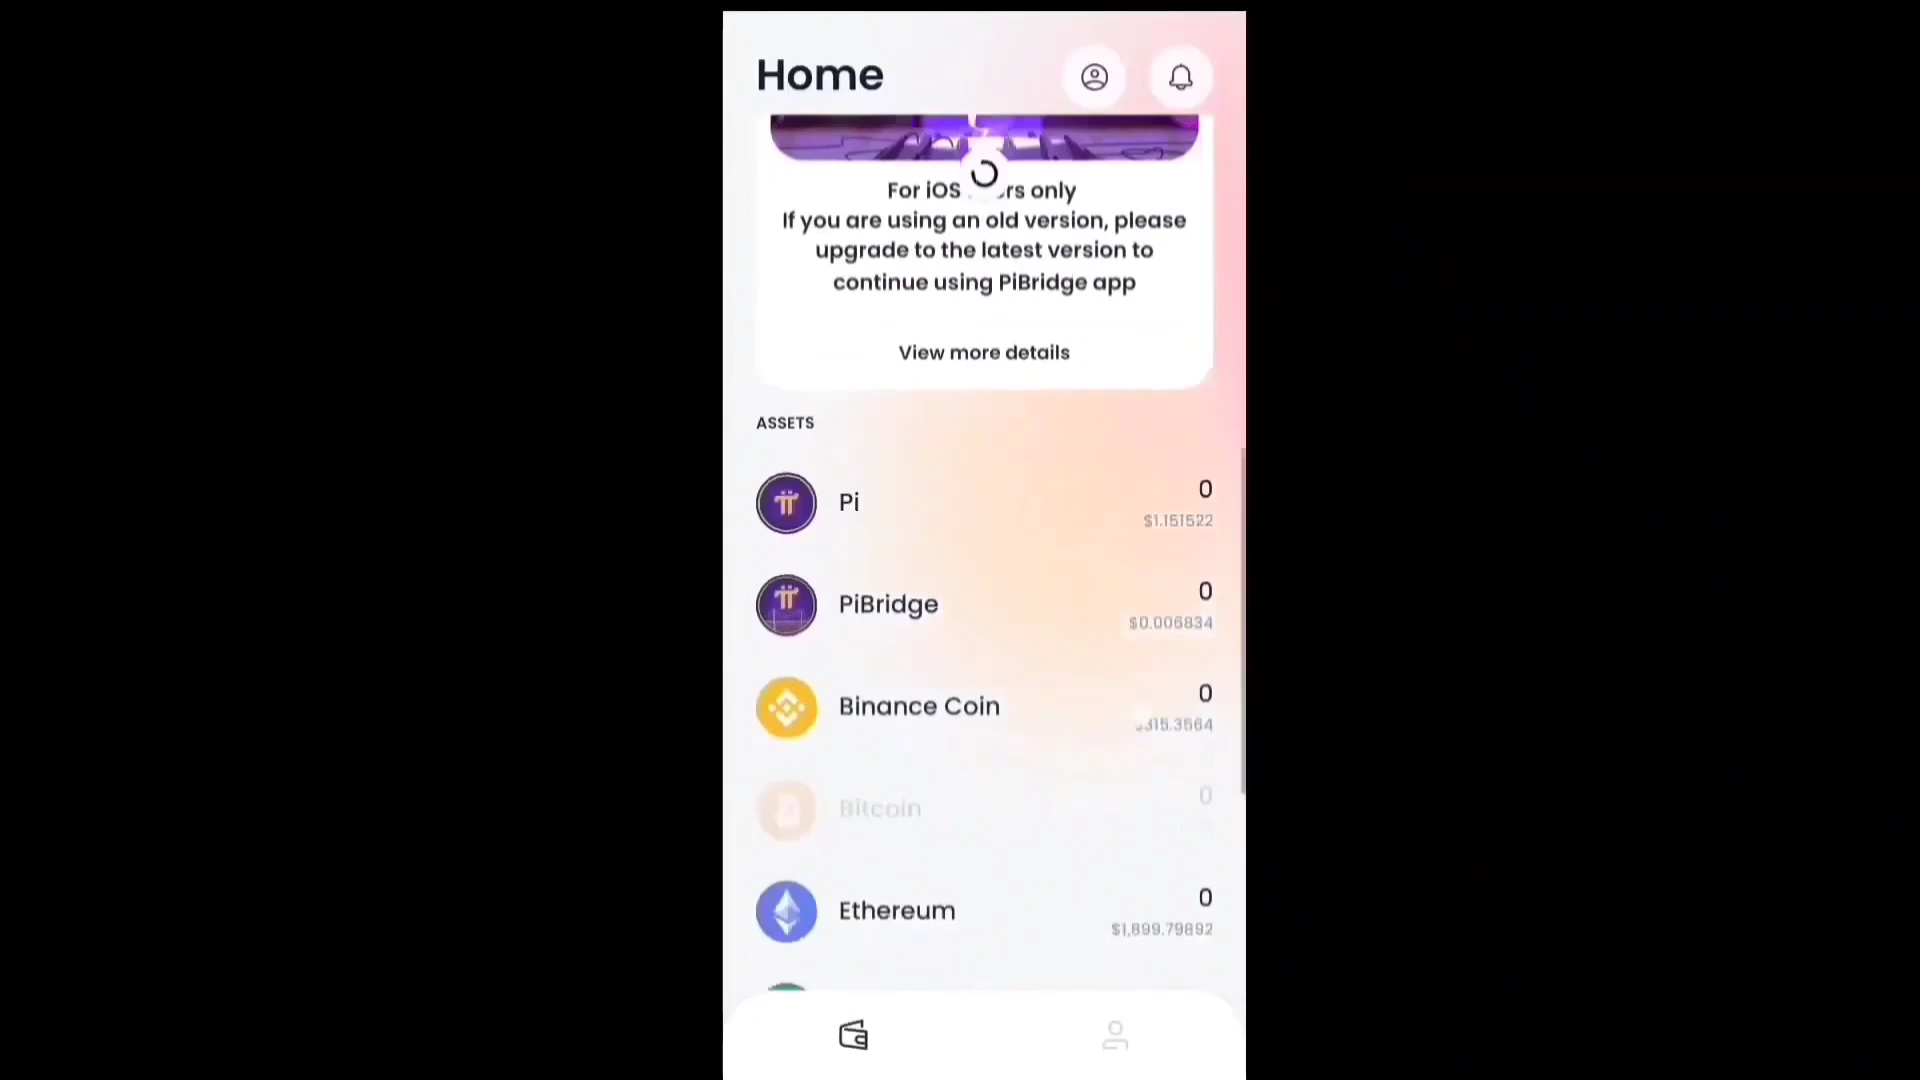 Home
For iOS rs only
If you are using an old version, please
upgrade to the latest version to
continue using PiBridge app
View more details
ASSETS
Pi
0
$1.151522
PiBridge
0
$0.006834
Binance Coin
0
315.3564
Bitcoin
0
Ethereum
0
$1,899.79892